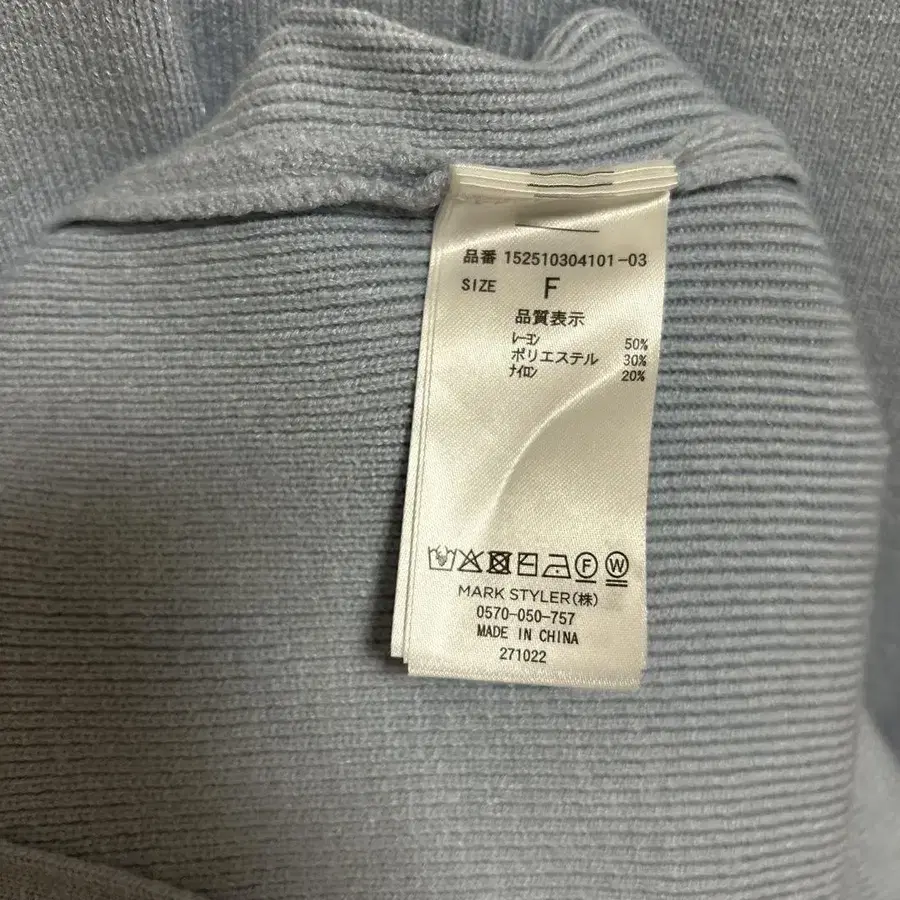 品番 152510304101-03
SIZE F
品質表示
レーヨン 50%
ポリエステル 30%
ナイロン 20%
F W
MARK STYLER(株)
0570-050-757
MADE IN CHINA
271022